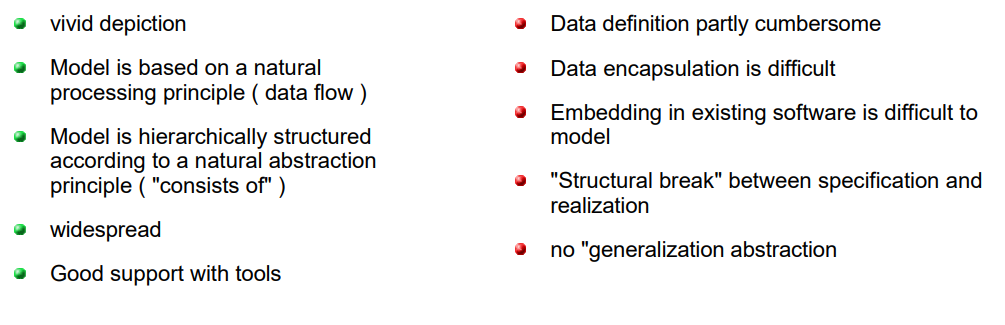 vivid depiction
Model is based on a natural
processing principle ( data flow )
Model is hierarchically structured
according to a natural abstraction
principle ( "consists of" )
widespread
Good support with tools
Data definition partly cumbersome
Data encapsulation is difficult
Embedding in existing software is difficult to
model
"Structural break" between specification and
realization
no "generalization abstraction